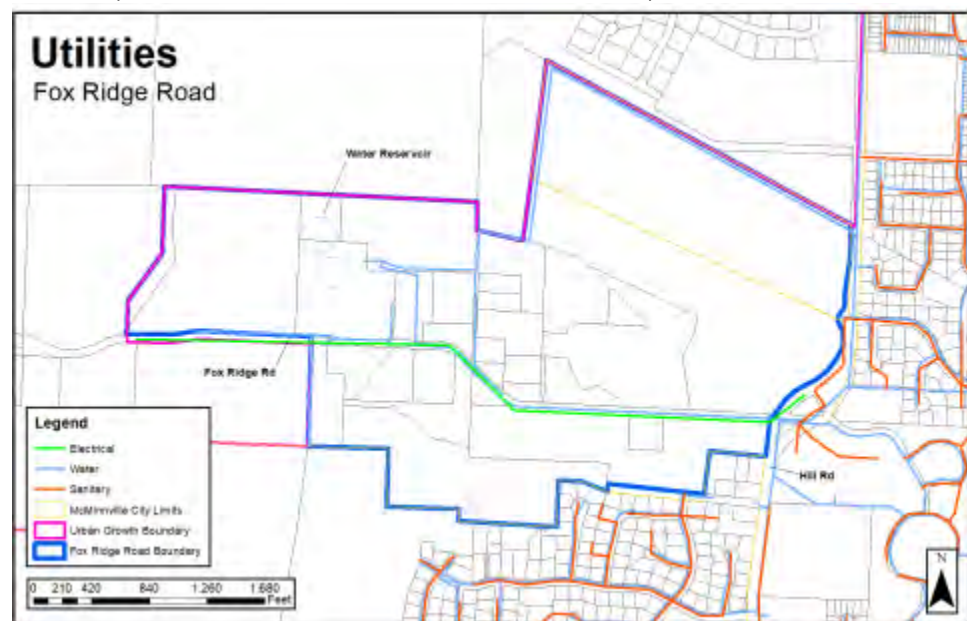 Utilities
Fox Ridge Road
Water Reservoir
Fox Ridge Rd
Hill Rd
Legend
Electrical
Water
Sanitary
McMinnville City Limits
Urban Growth Boundary
Fox Ridge Road Boundary
0 210 420 840 1,260 1,680
Feet
N